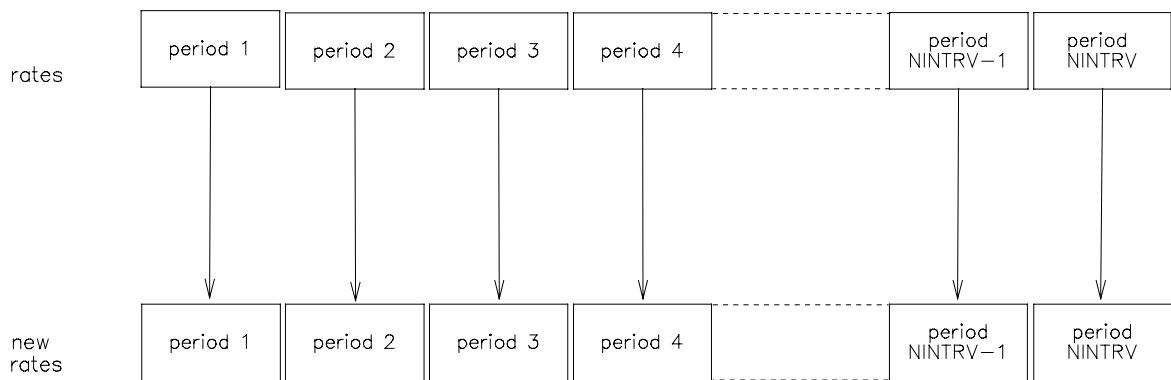 rates
period 1
period 2
period 3
period 4
period
NINTRV-1
period
NINTRV
new
rates
period 1
period 2
period 3
period 4
period
NINTRV-1
period
NINTRV